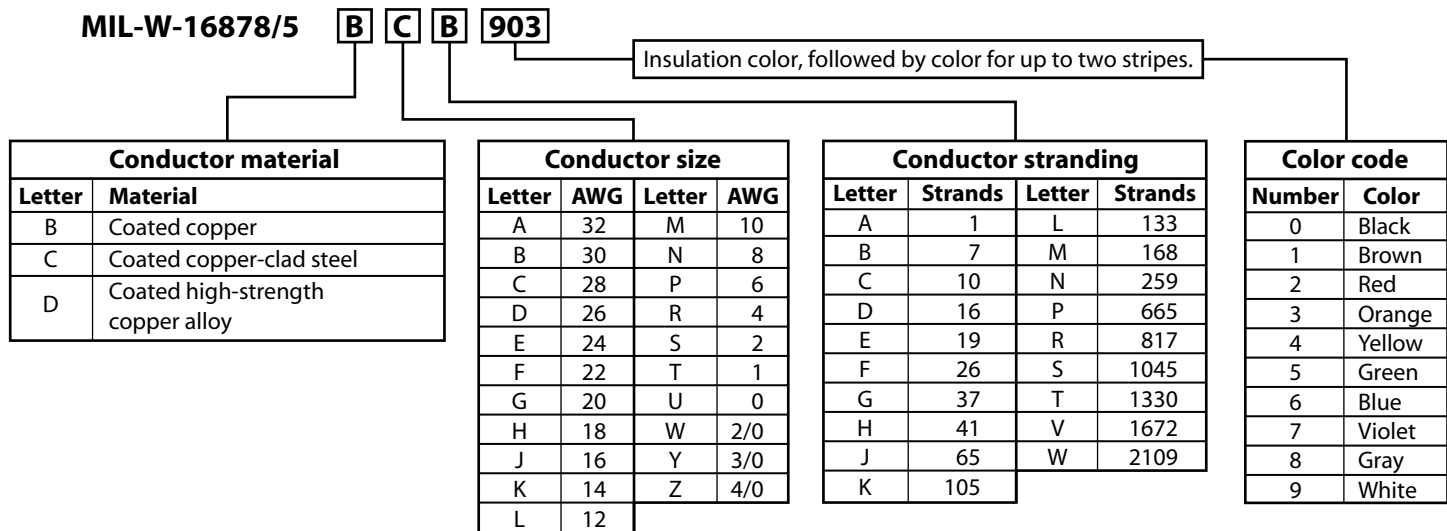 MIL-W-16878/5 B C B 903
Insulation color, followed by color for up to two stripes.
Conductor material
Letter Material
B Coated copper
C Coated copper-clad steel
D Coated high-strength
copper alloy
Conductor size
Letter AWG Letter AWG
A 32 M 10
B 30 N 8
C 28 P 6
D 26 R 4
E 24 S 2
F 22 T 1
G 20 U 0
H 18 W 2/0
J 16 Y 3/0
K 14 Z 4/0
L 12
Conductor stranding
Letter Strands Letter Strands
A 1 L 133
B 7 M 168
C 10 N 259
D 16 P 665
E 19 R 817
F 26 S 1045
G 37 T 1330
H 41 V 1672
J 65 W 2109
K 105
Color code
Number Color
0 Black
1 Brown
2 Red
3 Orange
4 Yellow
5 Green
6 Blue
7 Violet
8 Gray
9 White